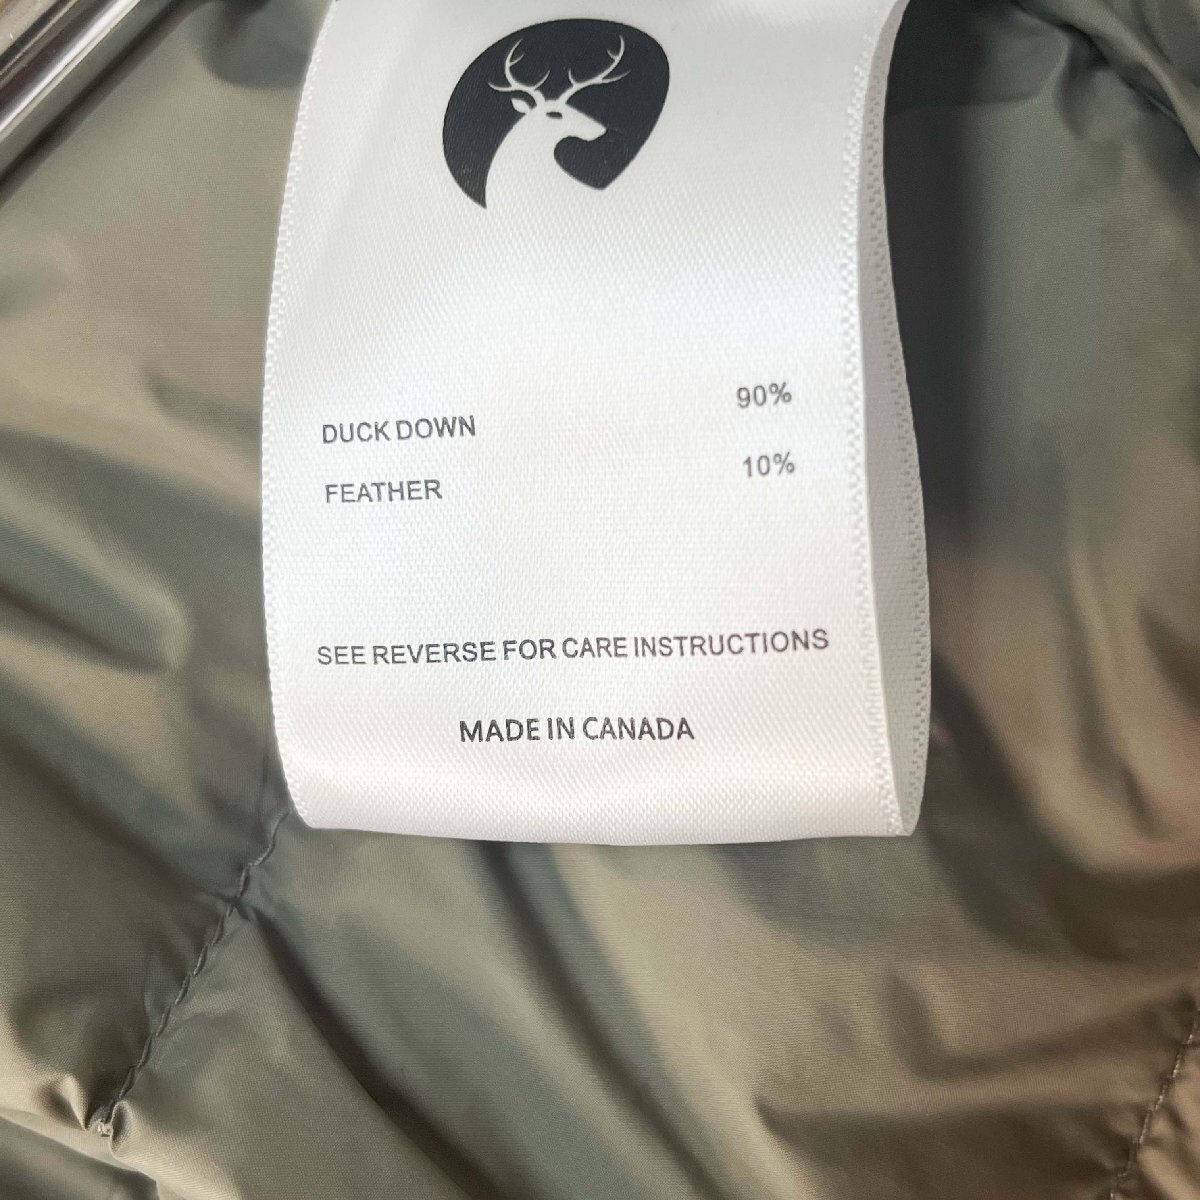 DUCK DOWN 90%
FEATHER 10%
SEE REVERSE FOR CARE INSTRUCTIONS
MADE IN CANADA